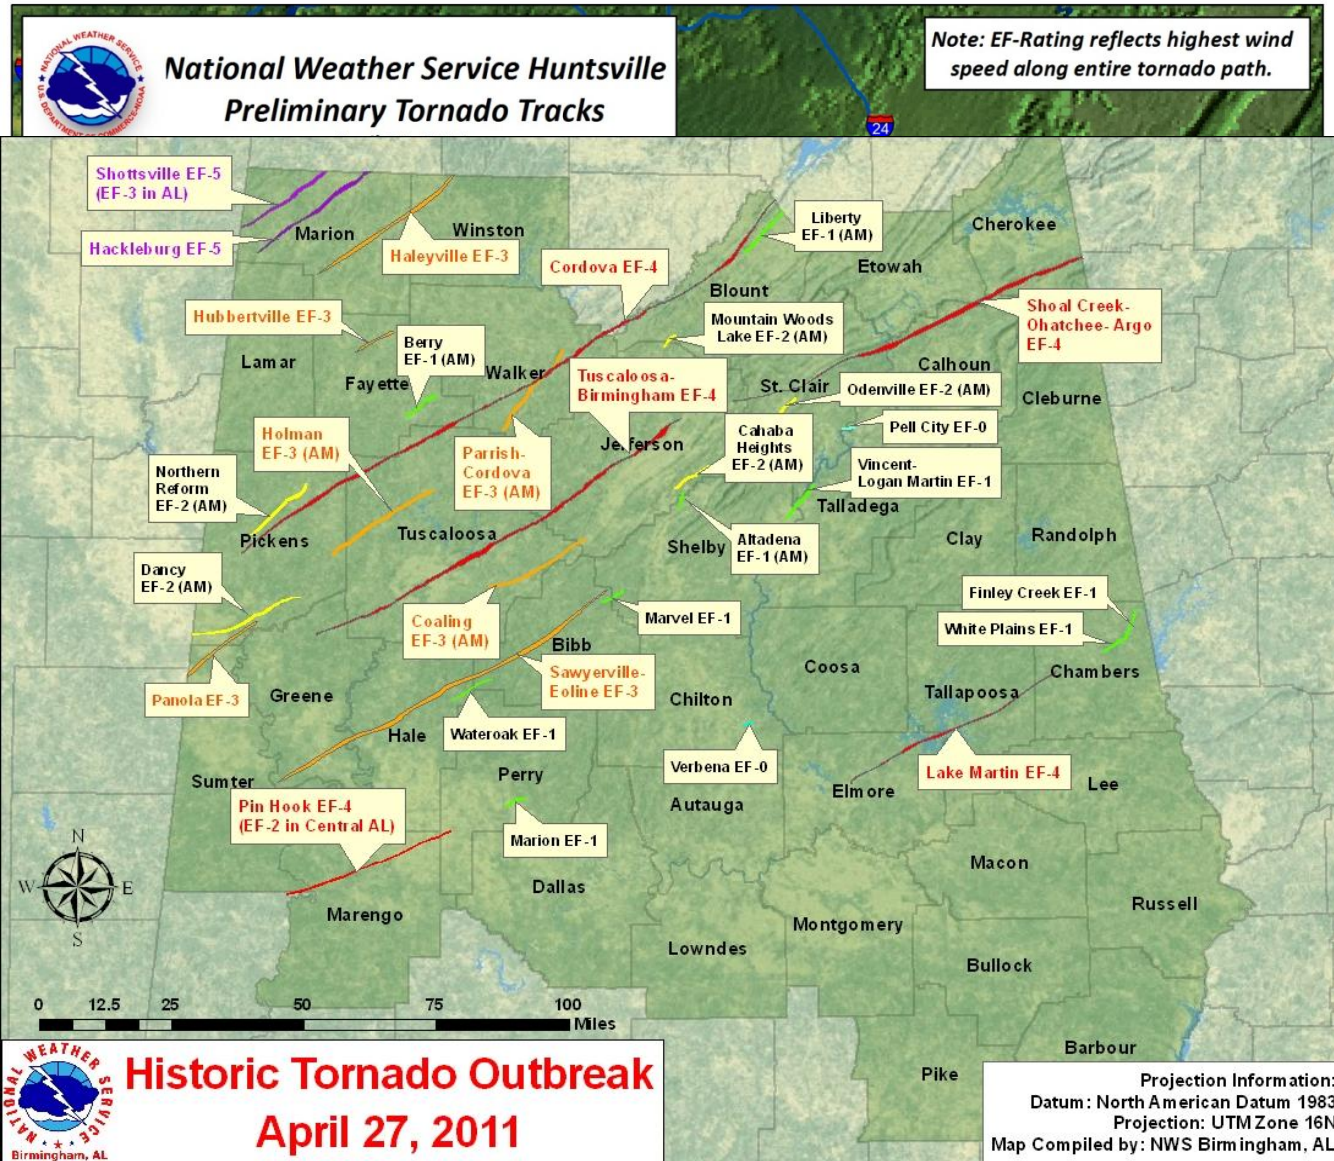 NATIONAL WEATHER SERVICE
National Weather Service Huntsville
Preliminary Tornado Tracks
Note: EF-Rating reflects highest wind
speed along entire tornado path.
24
Shottsville EF-5
(EF-3 in AL)
Hackleburg EF-5
Marion
Winston
Haleyville EF-3
Cordova EF-4
Liberty
EF-1 (AM)
Cherokee
Etowah
Blount
Hubbertville EF-3
Mountain Woods
Lake EF-2 (AM)
Shoal Creek-
Ohatchee- Argo
EF-4
Berry
EF-1 (AM)
Lamar
Fayette
Walker
Tuscaloosa-
Birmingham EF-4
St. Clair
Calhoun
Odenville EF-2 (AM)
Cleburne
Holman
EF-3 (AM)
Parrish-
Cordova
EF-3 (AM)
Jefferson
Cahaba
Heights
EF-2 (AM)
Pell City EF-0
Northern
Reform
EF-2 (AM)
Vincent-
Logan Martin EF-1
Talladega
Pickens
Tuscaloosa
Shelby
Altadena
EF-1 (AM)
Clay
Randolph
Dancy
EF-2 (AM)
Coaling
EF-3 (AM)
Marvel EF-1
Finley Creek EF-1
White Plains EF-1
Bibb
Sawyerville-
Eoline EF-3
Coosa
Chambers
Panola EF-3
Greene
Chilton
Tallapoosa
Hale
Wateroak EF-1
Verbena EF-0
Lake Martin EF-4
Sumter
Perry
Elmore
Lee
Autauga
Pin Hook EF-4
(EF-2 in Central AL)
Marion EF-1
Macon
Dallas
Marengo
Russell
Montgomery
Lowndes
Bullock
N
W E
S
0 12.5 25 50 75 100
Miles
Barbour
Pike
NATIONAL WEATHER SERVICE
Birmingham, AL
Historic Tornado Outbreak
April 27, 2011
Projection Information:
Datum: North American Datum 1983
Projection: UTM Zone 16N
Map Compiled by: NWS Birmingham, AL